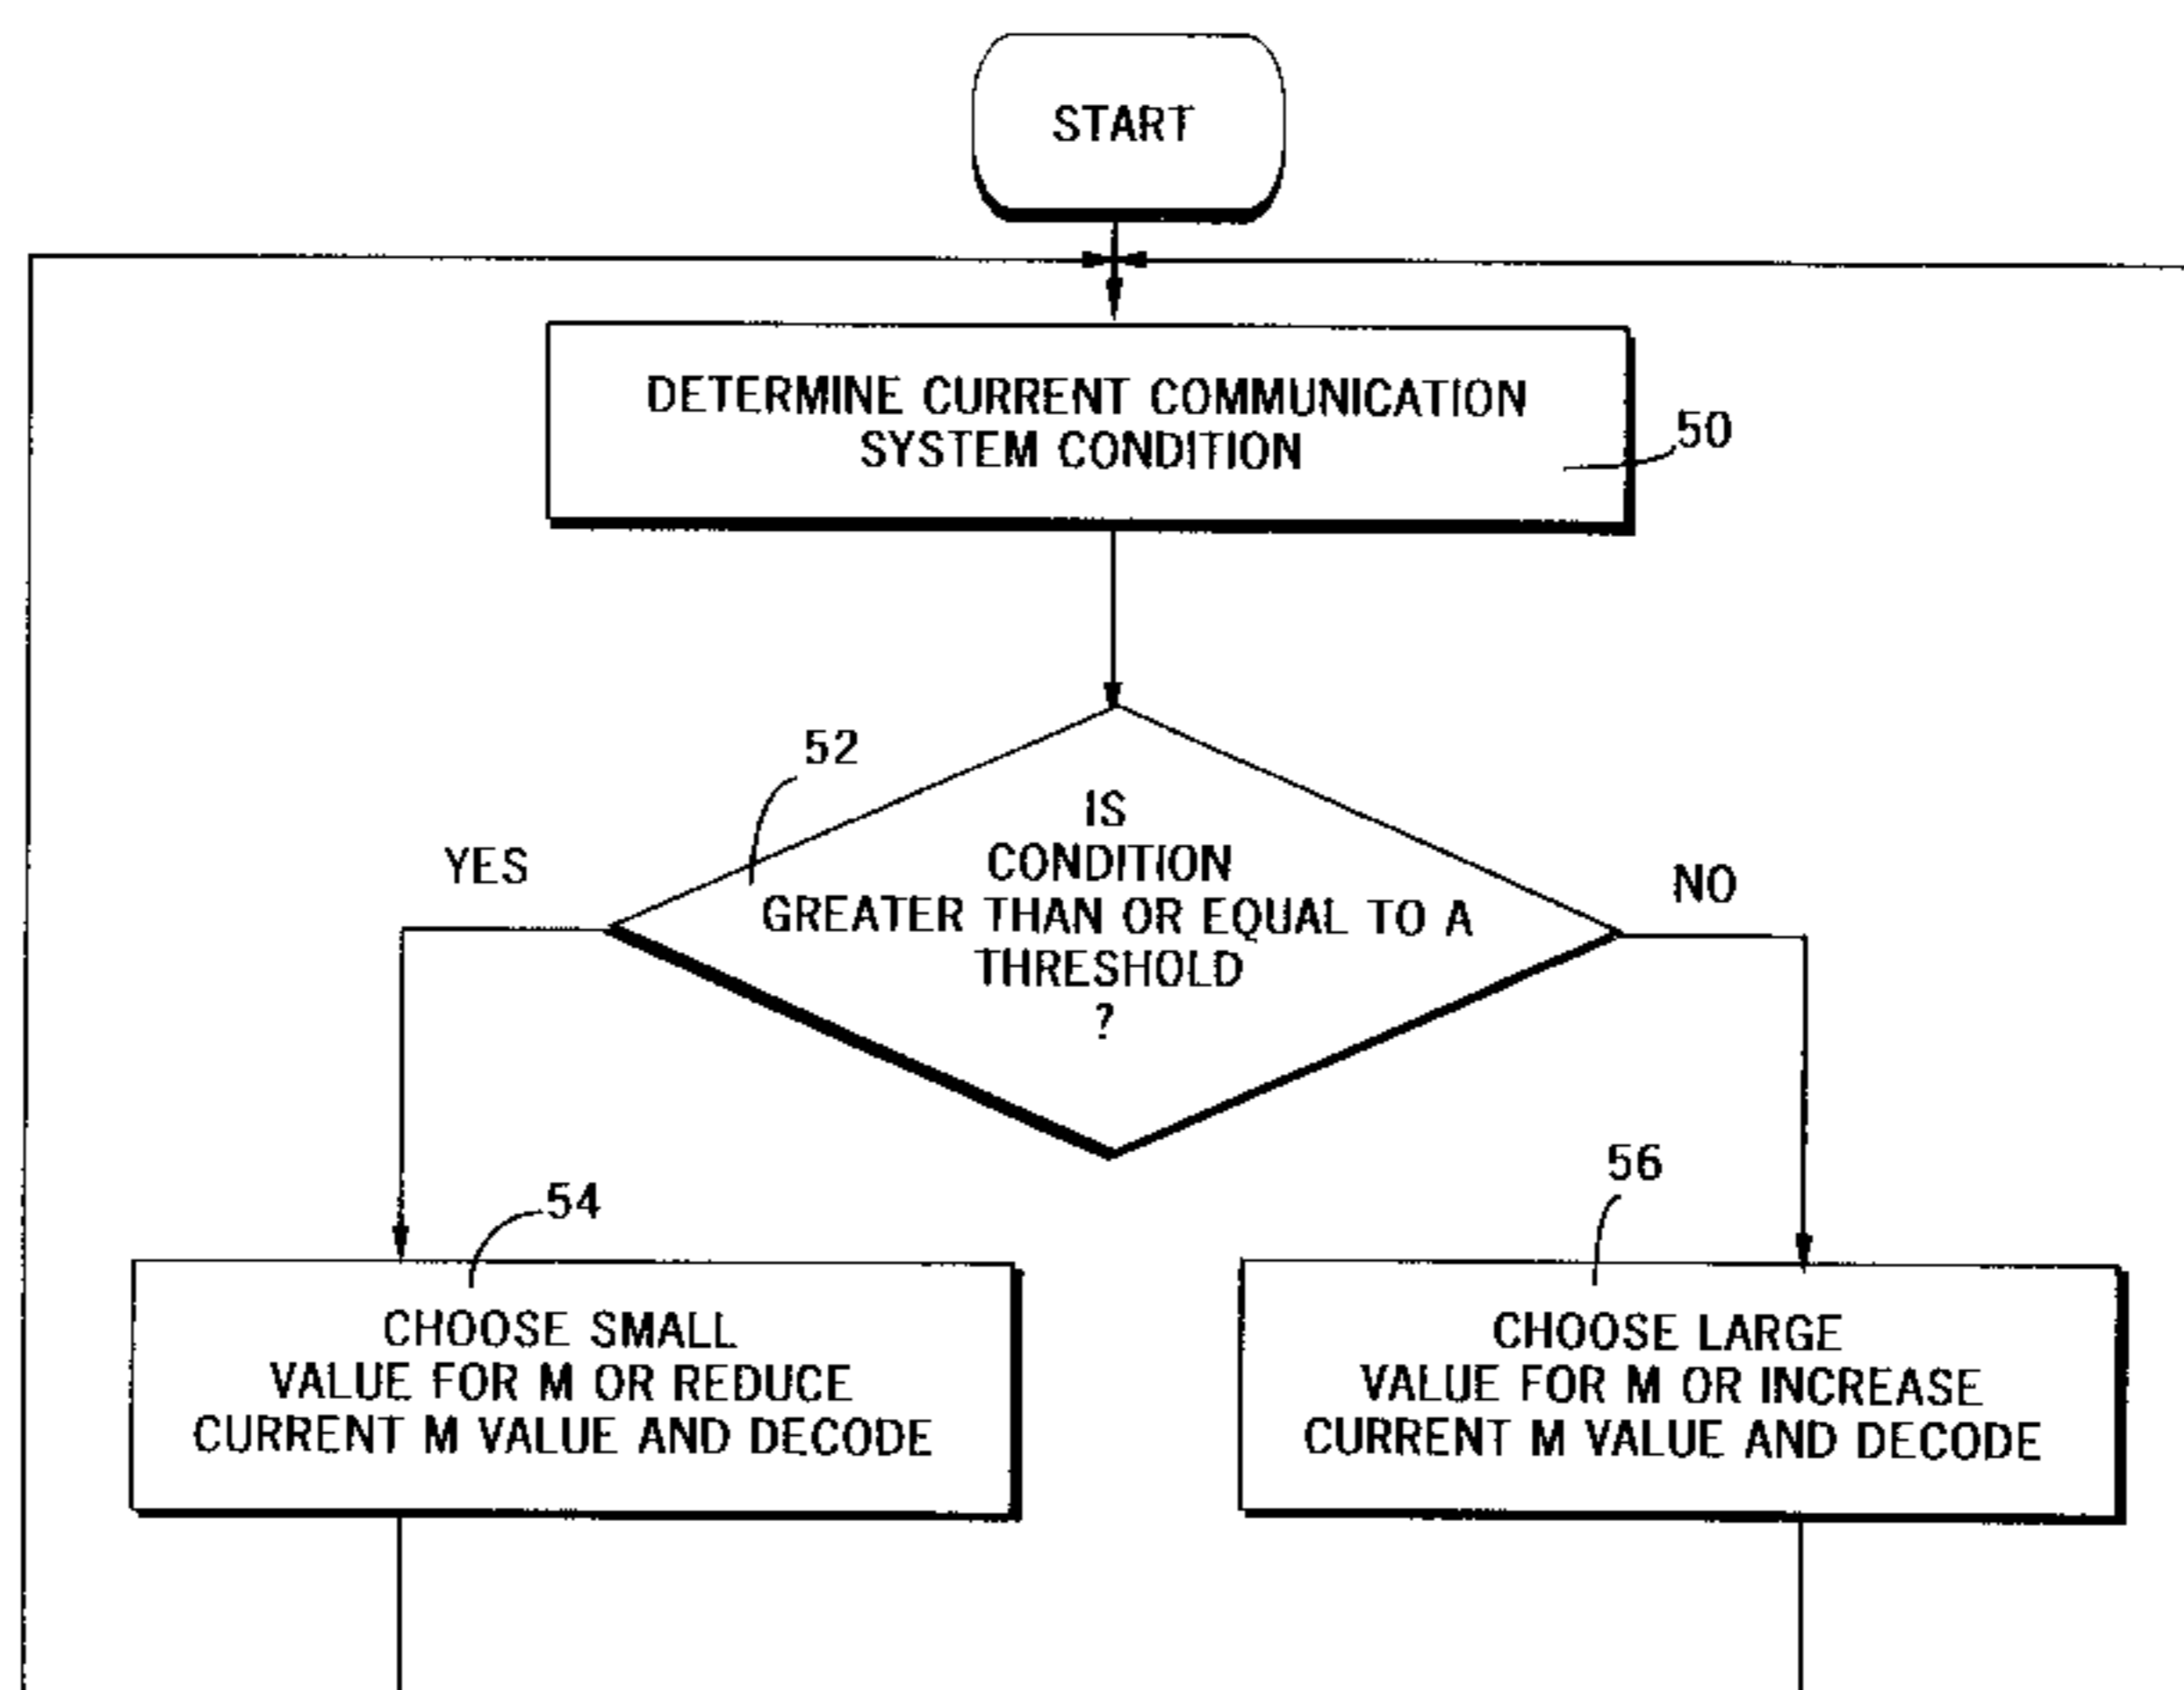 START
DETERMINE CURRENT COMMUNICATION
SYSTEM CONDITION
50
52
IS
CONDITION
GREATER THAN OR EQUAL TO A
THRESHOLD
?
YES
NO
54
56
CHOOSE SMALL
VALUE FOR M OR REDUCE
CURRENT M VALUE AND DECODE
CHOOSE LARGE
VALUE FOR M OR INCREASE
CURRENT M VALUE AND DECODE